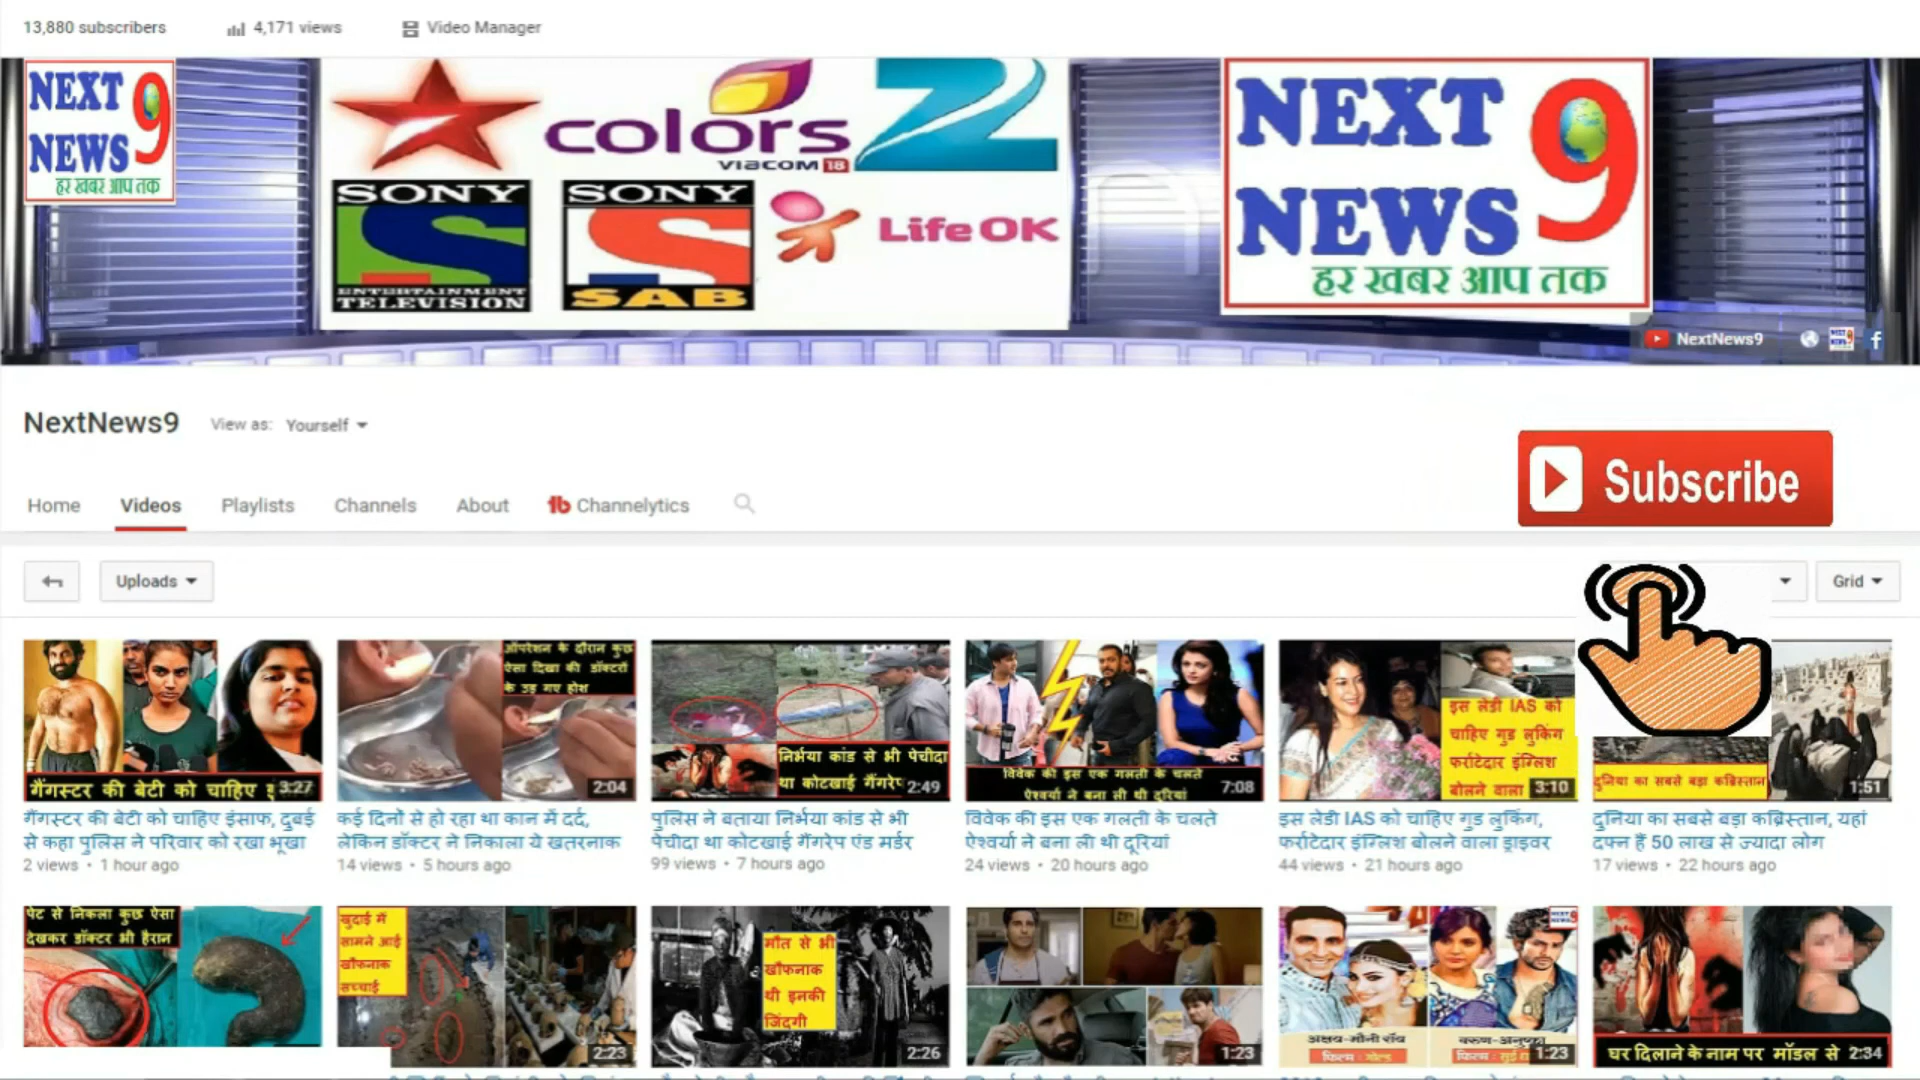 13,880 subscribers
4,171 views
Video Manager
NEXT
NEWS 9
हर खबर आप तक
colors
VIACOM 18
SONY
ENTERTAINMENT
TELEVISION
SONY
SAB
Life OK
NEXT
NEWS 9
हर खबर आप तक
NextNews9
NextNews9
View as: Yourself
Subscribe
Home
Videos
Playlists
Channels
About
Channelytics
Uploads
Grid
गैंगस्टर की बेटी को चाहिए
3:27
ऑपरेशन के दौरान कुछ
ऐसा दिखा की डॉक्टरों
के उड़ गए होश
2:04
निर्भया कांड से भी पेचीदा
था कोटखाई गैंगरेप
2:49
विवेक की इस एक गलती के चलते
ऐश्वर्या ने बना ली थी दूरियां
7:08
इस लेडी IAS को
चाहिए गुड लुकिंग
फर्राटेदार इंग्लिश
बोलने वाला
3:10
दुनिया का सबसे बड़ा कब्रिस्तान
1:51
गैंगस्टर की बेटी को चाहिए इंसाफ, दुबई
से कहा पुलिस ने परिवार को रखा भूखा
2 views • 1 hour ago
कई दिनों से हो रहा था कान में दर्द,
लेकिन डॉक्टर ने निकाला ये खतरनाक
14 views • 5 hours ago
पुलिस ने बताया निर्भया कांड से भी
पेचीदा था कोटखाई गैंगरेप एंड मर्डर
99 views • 7 hours ago
विवेक की इस एक गलती के चलते
ऐश्वर्या ने बना ली थी दूरियां
24 views • 20 hours ago
इस लेडी IAS को चाहिए गुड लुकिंग,
फर्राटेदार इंग्लिश बोलने वाला ड्राइवर
44 views • 21 hours ago
दुनिया का सबसे बड़ा कब्रिस्तान, यहां
दफ्न हैं 50 लाख से ज्यादा लोग
17 views • 22 hours ago
पेट से निकला कुछ ऐसा
देखकर डॉक्टर भी हैरान
खुदाई में
सामने आई
खौफनाक
सच्चाई
2:23
मौत से भी
खौफनाक
थी इनकी
जिंदगी
2:26
1:23
अक्षय-मौनी रॉय
फिल्म : गोल्ड
वरुण-अनुष्का
फिल्म : सुई
1:23
घर दिलाने के नाम पर मॉडल से
2:34